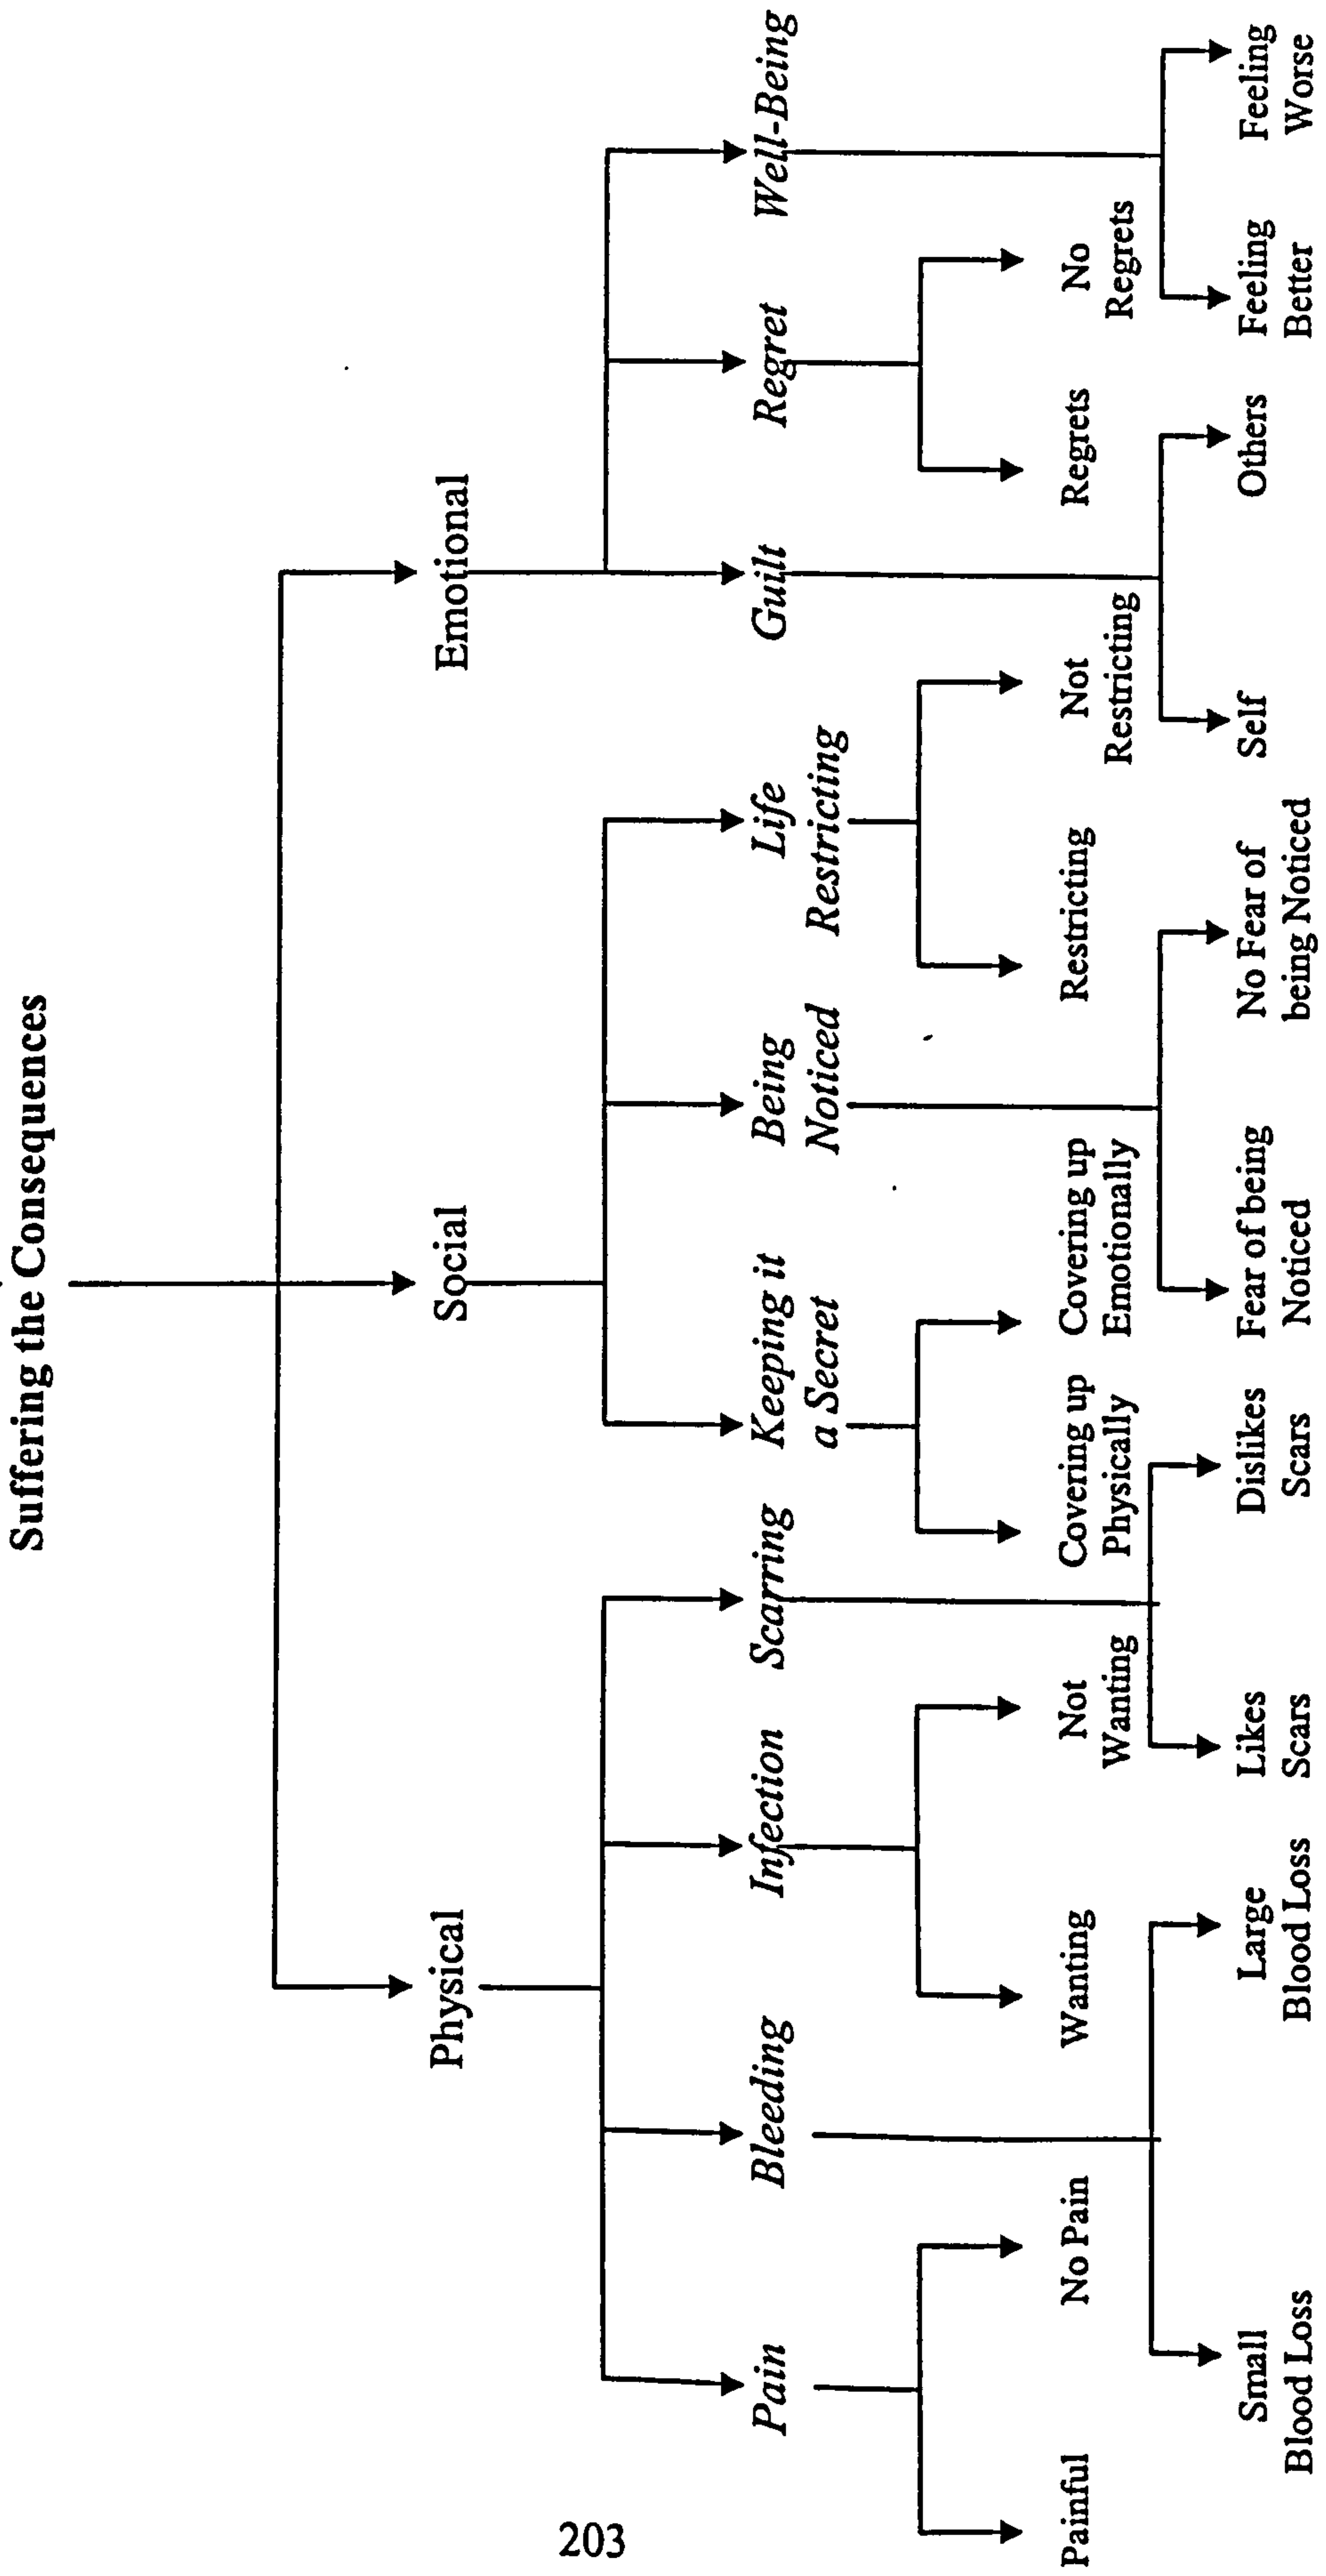 Suffering the Consequences
Physical
Social
Emotional
Pain
Bleeding
Infection
Scarring
Keeping it
a Secret
Being
Noticed
Life
Restricting
Guilt
Regret
Well-Being
Painful
No Pain
Wanting
Not
Wanting
Covering up
Physically
Covering up
Emotionally
Restricting
Not
Restricting
Regrets
No
Regrets
Small
Blood Loss
Large
Blood Loss
Likes
Scars
Dislikes
Scars
Fear of being
Noticed
No Fear of
being Noticed
Self
Others
Feeling
Better
Feeling
Worse
203